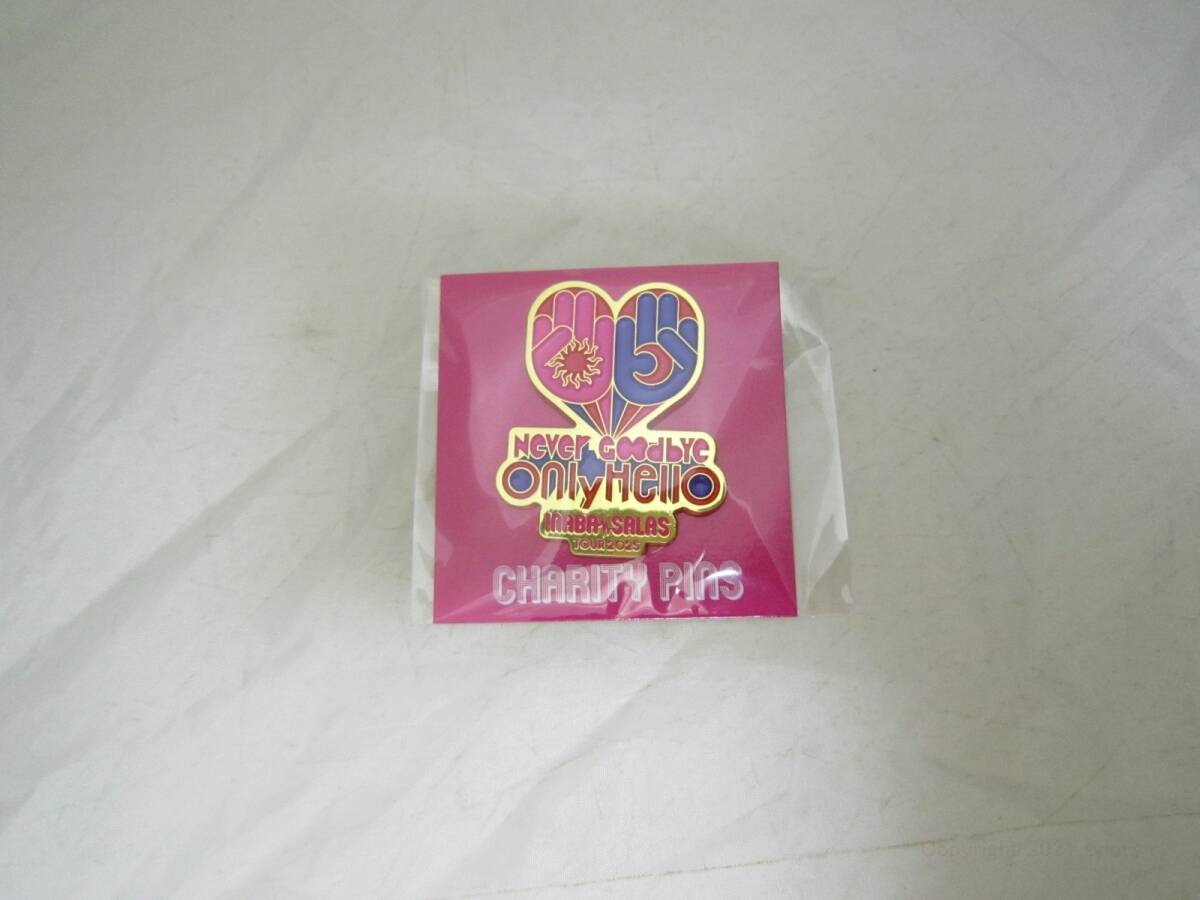 Never Goodbye
Only Hello
INABA/SALAS
TOUR 2025
CHARITY PINS